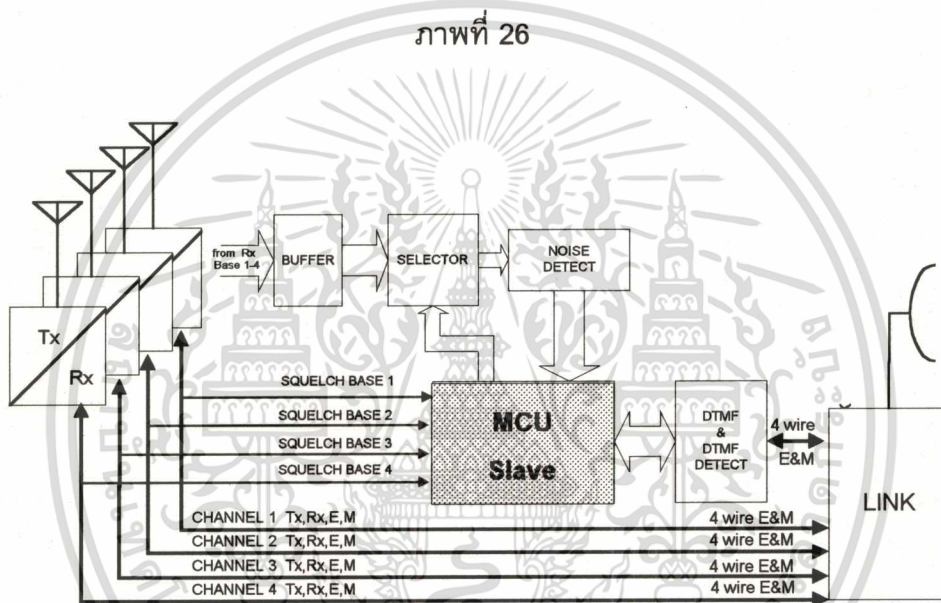 ภาพที่ 26
from Rx
Base 1-4
BUFFER
SELECTOR
NOISE
DETECT
Tx
Rx
SQUELCH BASE 1
SQUELCH BASE 2
SQUELCH BASE 3
SQUELCH BASE 4
MCU
Slave
DTMF
&
DTMF
DETECT
4 wire
E&M
LINK
CHANNEL 1 Tx,Rx,E,M
4 wire E&M
CHANNEL 2 Tx,Rx,E,M
4 wire E&M
CHANNEL 3 Tx,Rx,E,M
4 wire E&M
CHANNEL 4 Tx,Rx,E,M
4 wire E&M